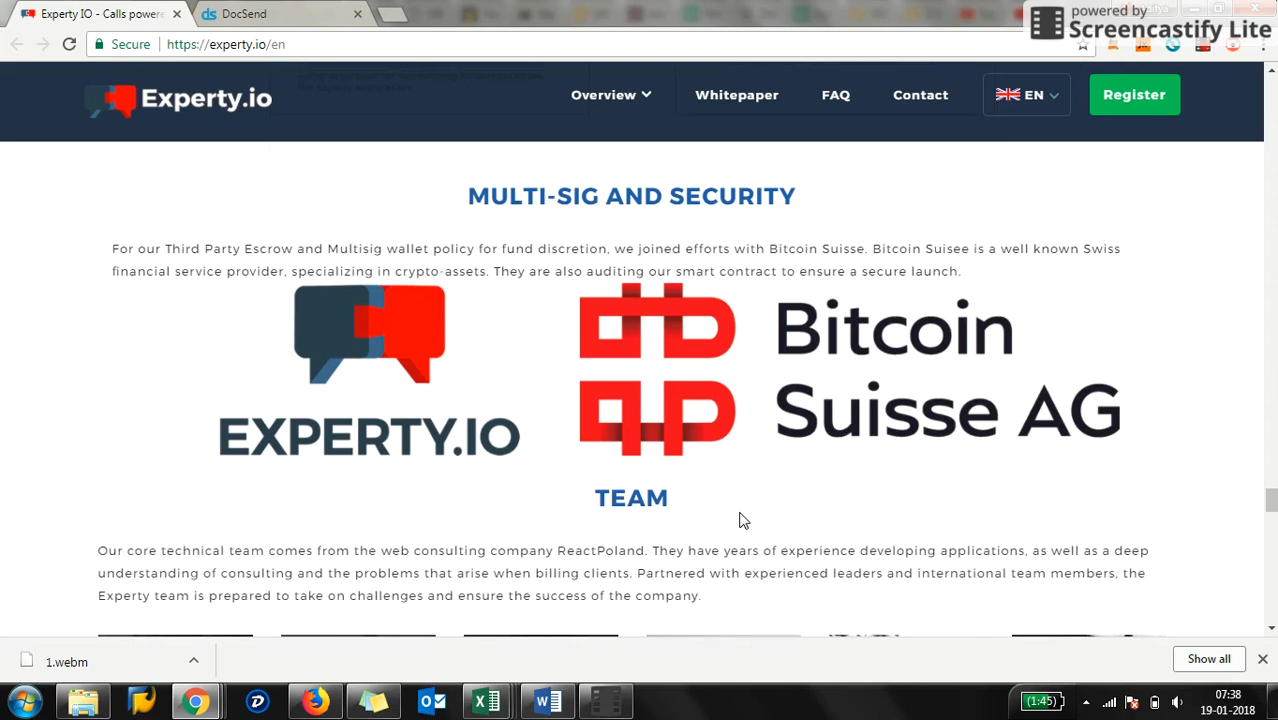 Experty IO - Calls powere
DocSend
powered by
Screencastify Lite
Secure
https://experty.io/en
Experty.io
Overview
Whitepaper
FAQ
Contact
EN
Register
MULTI-SIG AND SECURITY
For our Third Party Escrow and Multisig wallet policy for fund discretion, we joined efforts with Bitcoin Suisse. Bitcoin Suisee is a well known Swiss
financial service provider, specializing in crypto-assets. They are also auditing our smart contract to ensure a secure launch.
EXPERTY.IO
Bitcoin
Suisse AG
TEAM
Our core technical team comes from the web consulting company ReactPoland. They have years of experience developing applications, as well as a deep
understanding of consulting and the problems that arise when billing clients. Partnered with experienced leaders and international team members, the
Experty team is prepared to take on challenges and ensure the success of the company.
1.webm
Show all
(1:45)
07:38
19-01-2018